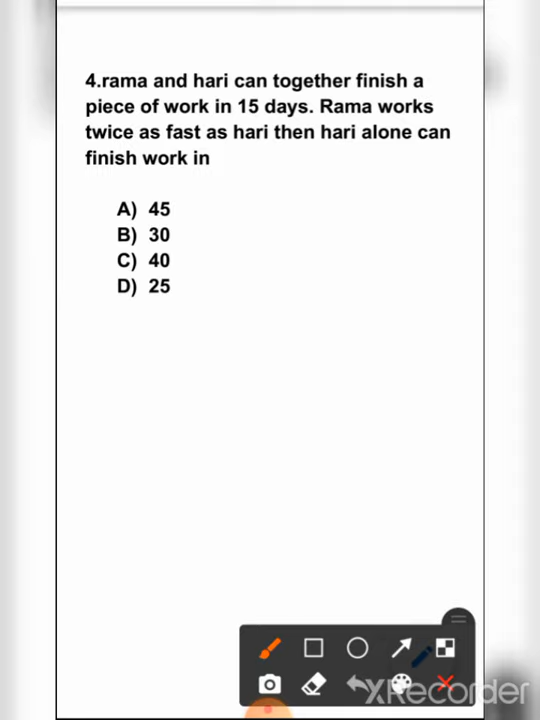 4.rama and hari can together finish a
piece of work in 15 days. Rama works
twice as fast as hari then hari alone can
finish work in
A) 45
B) 30
C) 40
D) 25
XRecorder